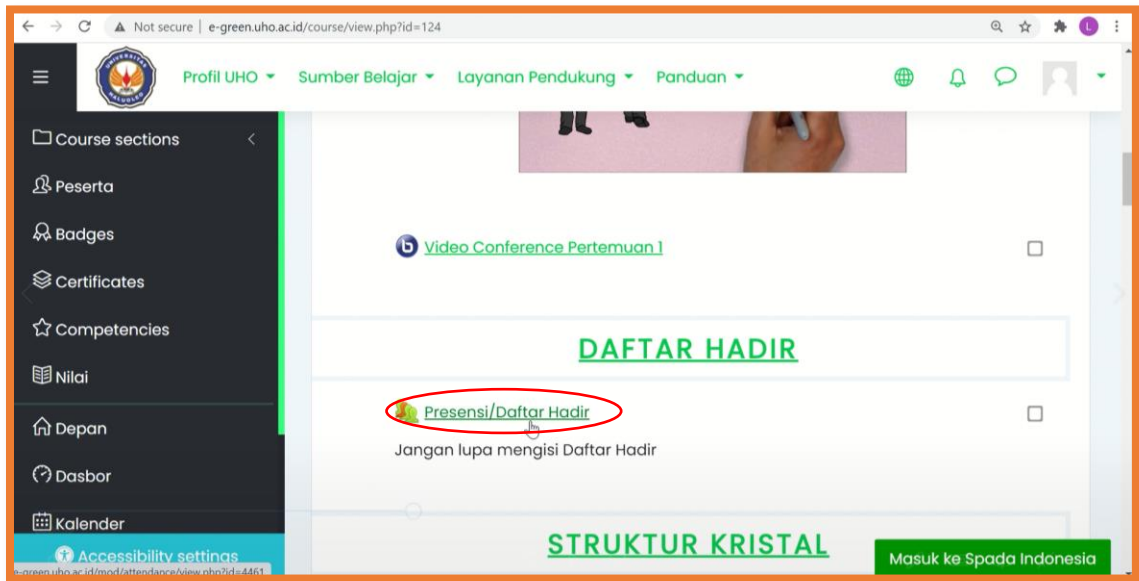 Not secure | e-green.uho.ac.id/course/view.php?id=124
L
Profil UHO Sumber Belajar Layanan Pendukung Panduan
Course sections
Peserta
Badges
Certificates
Competencies
Nilai
Depan
Dasbor
Kalender
Accessibility settings
e-green.uho.ac.id/mod/attendance/view.php?id=4461
Video Conference Pertemuan 1
DAFTAR HADIR
Presensi/Daftar Hadir
Jangan lupa mengisi Daftar Hadir
STRUKTUR KRISTAL
Masuk ke Spada Indonesia